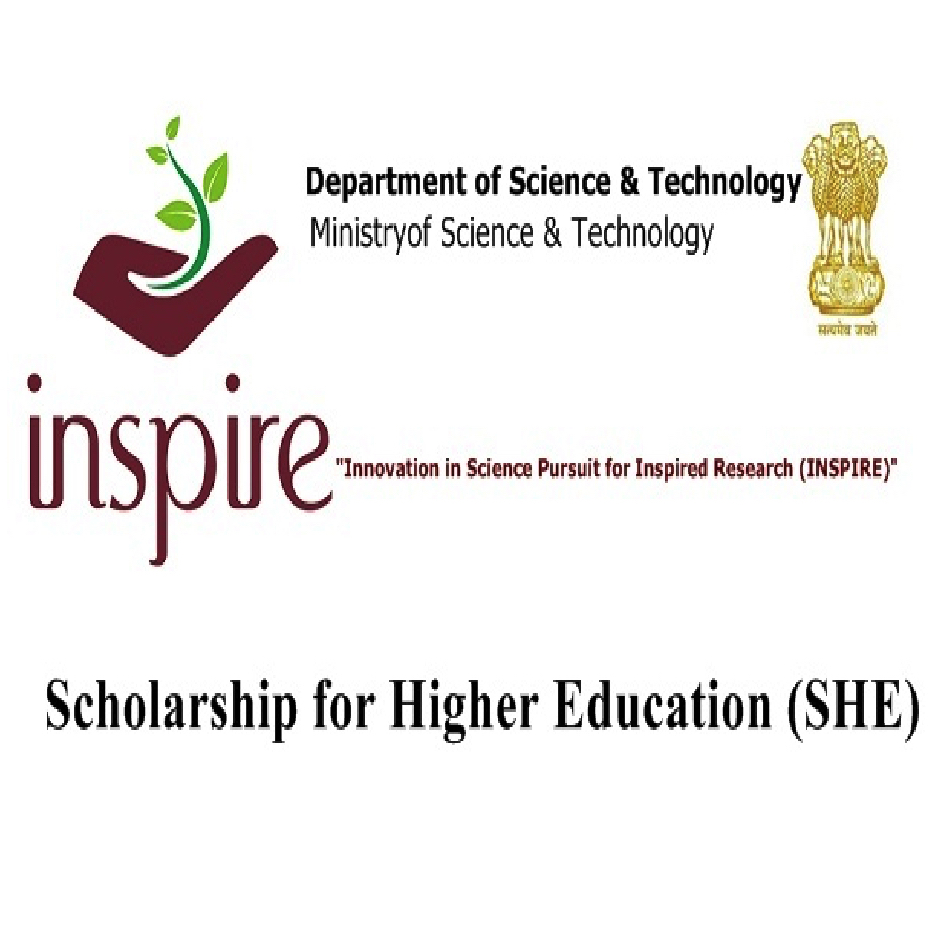 Department of Science & Technology
Ministryof Science & Technology
सत्यमेव जयते
inspire
"Innovation in Science Pursuit for Inspired Research (INSPIRE)"
Scholarship for Higher Education (SHE)